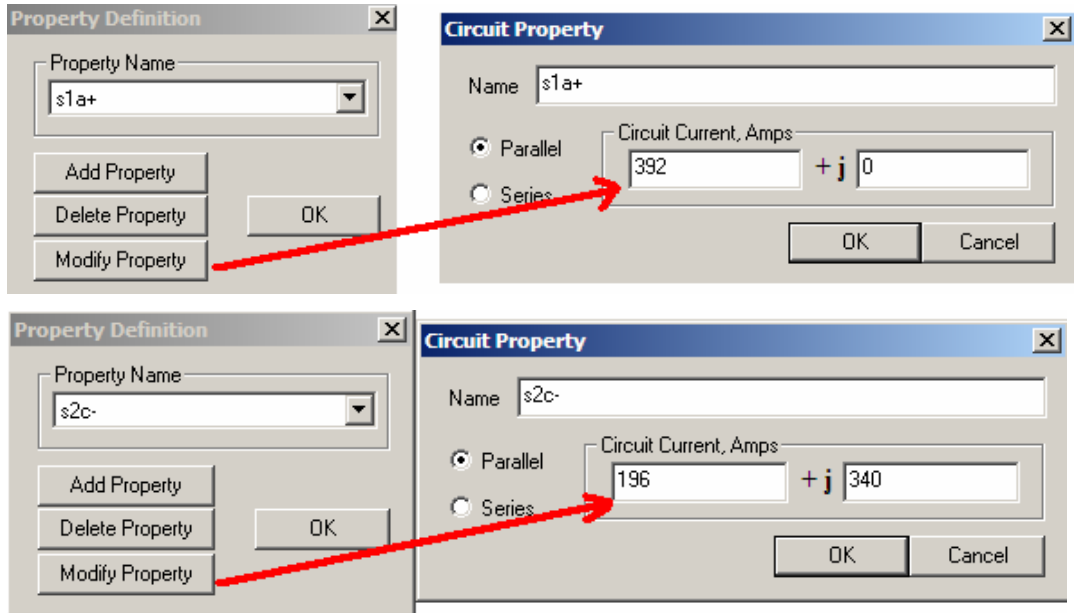 Property Definition
Property Name
s1a+
Add Property
Delete Property
OK
Modify Property
Circuit Property
Name s1a+
Parallel
Series
Circuit Current, Amps
392 + j 0
OK Cancel
Property Definition
Property Name
s2c-
Add Property
Delete Property
OK
Modify Property
Circuit Property
Name s2c-
Parallel
Series
Circuit Current, Amps
196 + j 340
OK Cancel